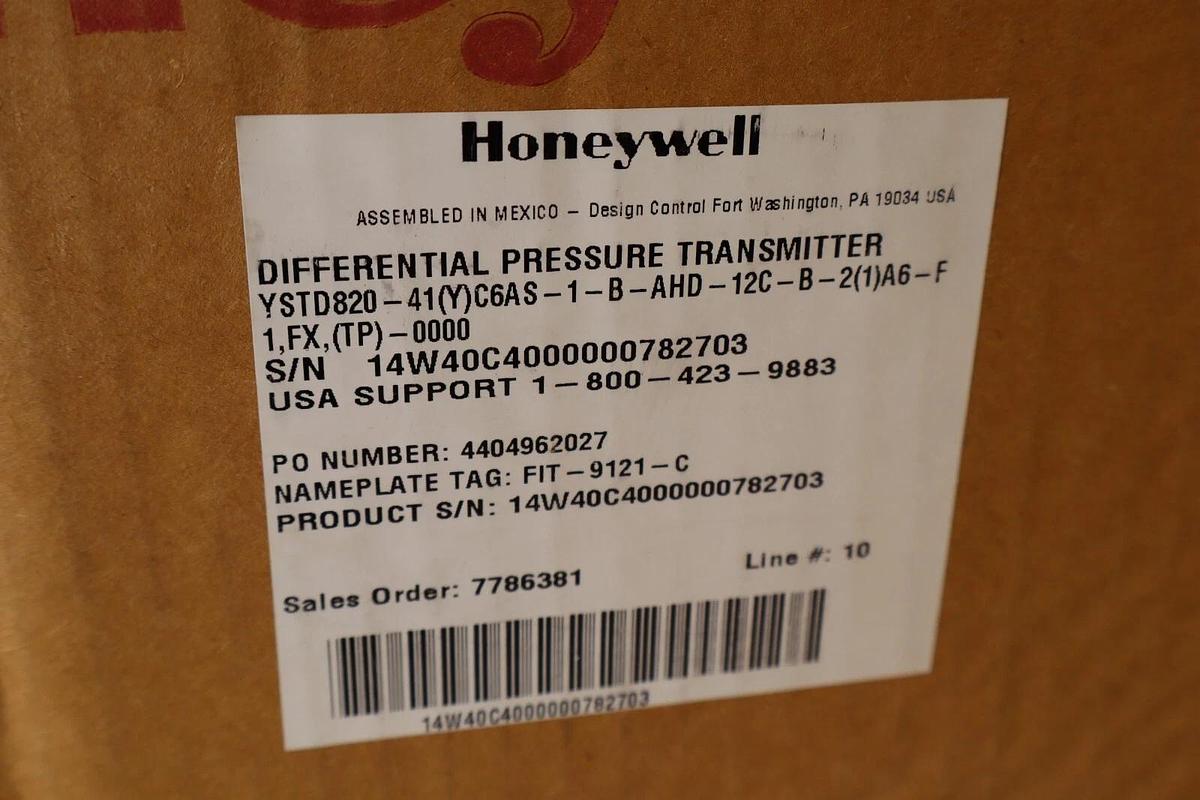 Honeywell
ASSEMBLED IN MEXICO – Design Control Fort Washington, PA 19034 USA
DIFFERENTIAL PRESSURE TRANSMITTER
YSTD820-41(Y)C6AS-1-B-AHD-12C-B-2(1)A6-F
1,FX,(TP)-0000
S/N 14W40C4000000782703
USA SUPPORT 1-800-423-9883
PO NUMBER: 4404962027
NAMEPLATE TAG: FIT-9121-C
PRODUCT S/N: 14W40C4000000782703
Line #: 10
Sales Order: 7786381
14W40C4000000782703